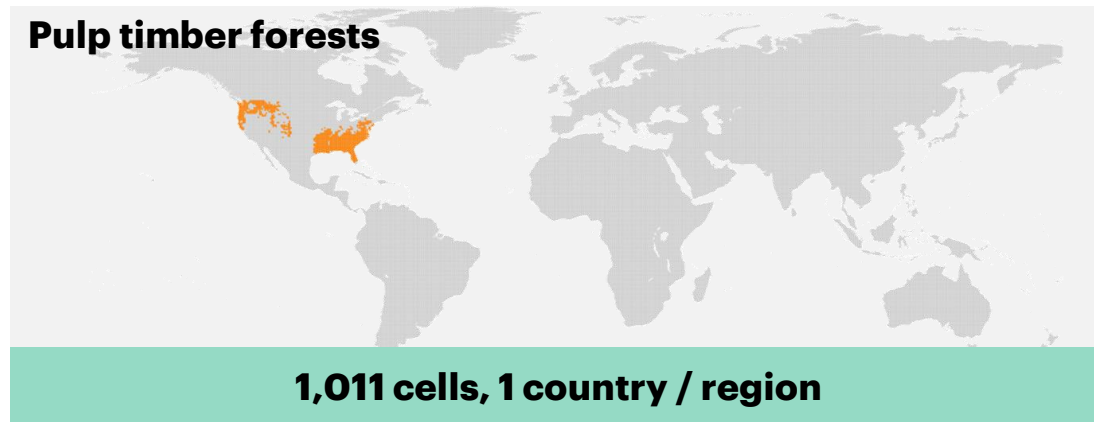 Pulp timber forests
1,011 cells, 1 country / region